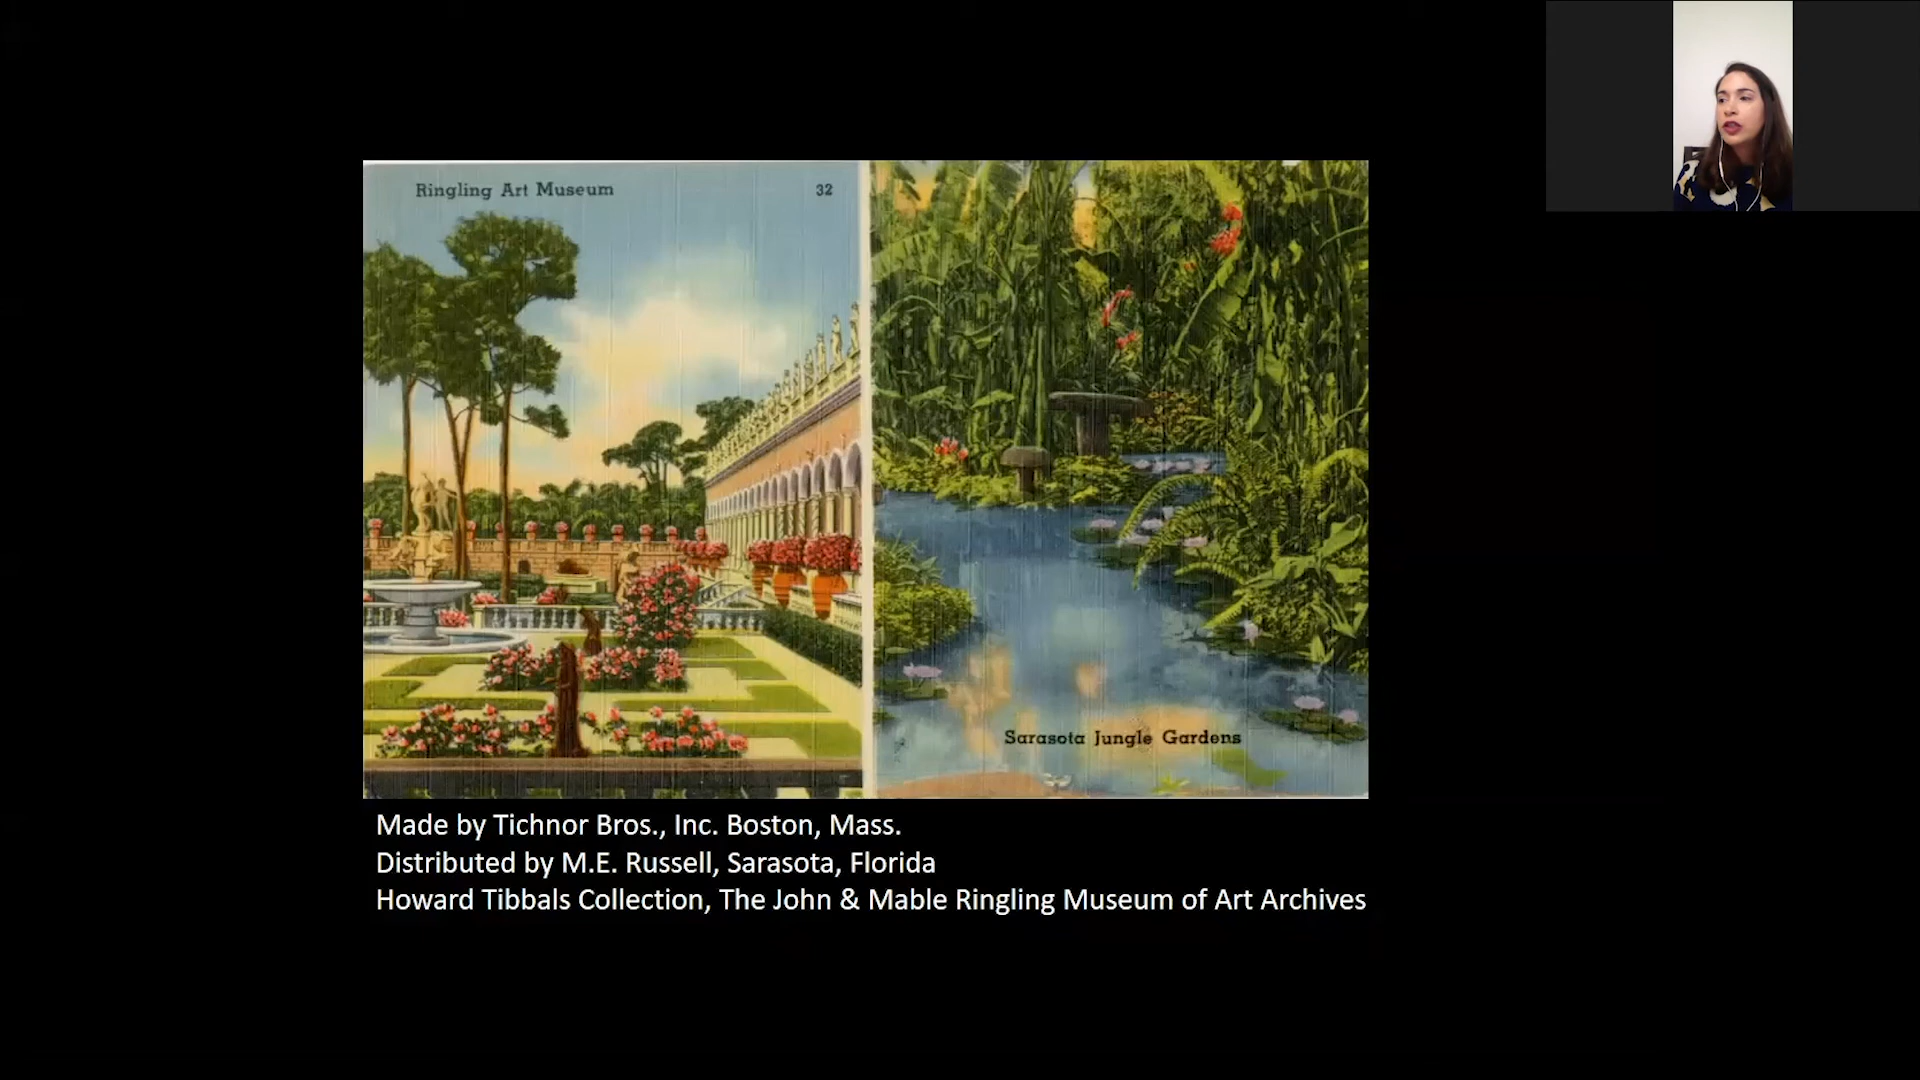 Ringling Art Museum 32
Sarasota Jungle Gardens
Made by Tichnor Bros., Inc. Boston, Mass.
Distributed by M.E. Russell, Sarasota, Florida
Howard Tibbals Collection, The John & Mable Ringling Museum of Art Archives